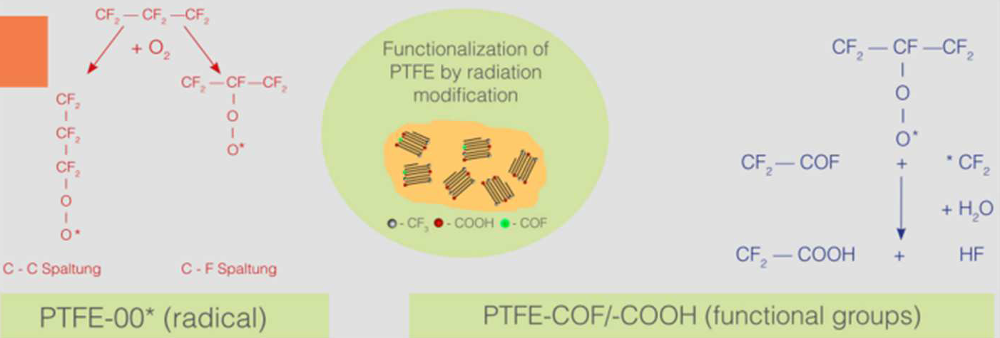 CF₂ — CF₂ — CF₂
+ O₂
CF₂
|
CF₂
|
CF₂
|
O
|
O*
C - C Spaltung
CF₂ — CF — CF₂
|
O
|
O*
C - F Spaltung
PTFE-00* (radical)
Functionalization of
PTFE by radiation
modification
- CF₃ - COOH - COF
CF₂ — CF — CF₂
|
O
|
O*
CF₂ — COF + * CF₂
+ H₂O
CF₂ — COOH + HF
PTFE-COF/-COOH (functional groups)